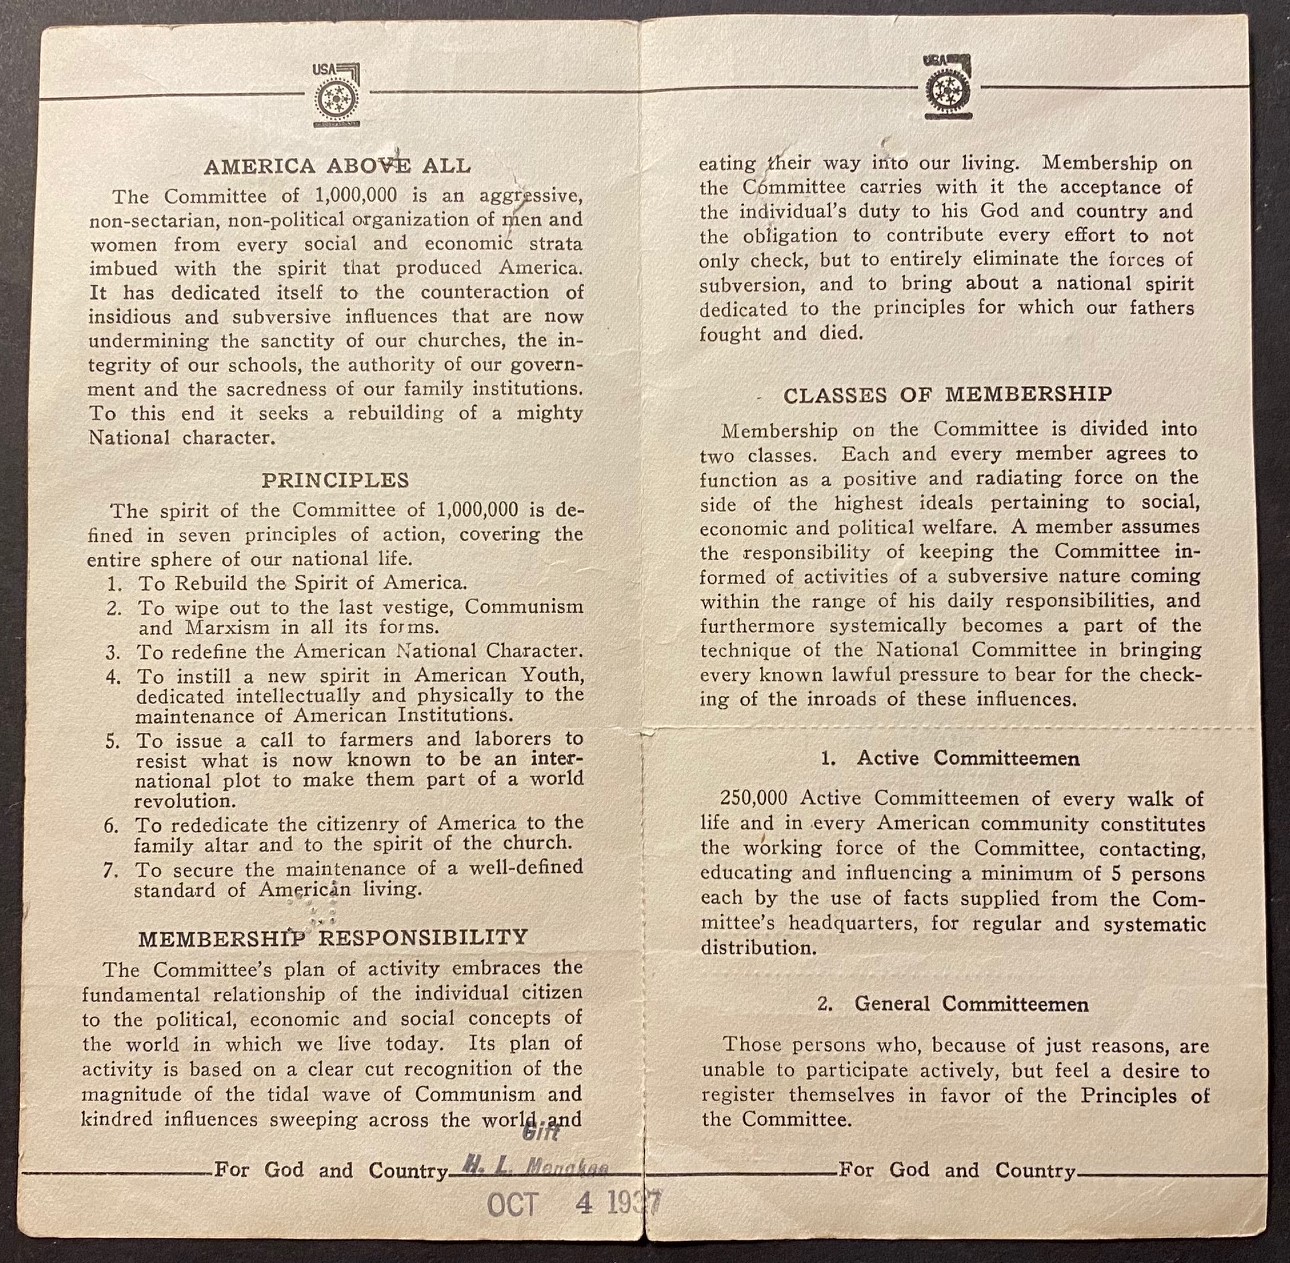 USA
AMERICA ABOVE ALL
The Committee of 1,000,000 is an aggressive,
non-sectarian, non-political organization of men and
women from every social and economic strata
imbued with the spirit that produced America.
It has dedicated itself to the counteraction of
insidious and subversive influences that are now
undermining the sanctity of our churches, the in-
tegrity of our schools, the authority of our govern-
ment and the sacredness of our family institutions.
To this end it seeks a rebuilding of a mighty
National character.
PRINCIPLES
The spirit of the Committee of 1,000,000 is de-
fined in seven principles of action, covering the
entire sphere of our national life.
1. To Rebuild the Spirit of America.
2. To wipe out to the last vestige, Communism
and Marxism in all its forms.
3. To redefine the American National Character.
4. To instill a new spirit in American Youth,
dedicated intellectually and physically to the
maintenance of American Institutions.
5. To issue a call to farmers and laborers to
resist what is now known to be an inter-
national plot to make them part of a world
revolution.
6. To rededicate the citizenry of America to the
family altar and to the spirit of the church.
7. To secure the maintenance of a well-defined
standard of American living.
MEMBERSHIP RESPONSIBILITY
The Committee's plan of activity embraces the
fundamental relationship of the individual citizen
to the political, economic and social concepts of
the world in which we live today. Its plan of
activity is based on a clear cut recognition of the
magnitude of the tidal wave of Communism and
kindred influences sweeping across the world and
Gift
For God and Country
H. L.
OCT 4 1937
USA
eating their way into our living. Membership on
the Committee carries with it the acceptance of
the individual's duty to his God and country and
the obligation to contribute every effort to not
only check, but to entirely eliminate the forces of
subversion, and to bring about a national spirit
dedicated to the principles for which our fathers
fought and died.
CLASSES OF MEMBERSHIP
Membership on the Committee is divided into
two classes. Each and every member agrees to
function as a positive and radiating force on the
side of the highest ideals pertaining to social,
economic and political welfare. A member assumes
the responsibility of keeping the Committee in-
formed of activities of a subversive nature coming
within the range of his daily responsibilities, and
furthermore systemically becomes a part of the
technique of the National Committee in bringing
every known lawful pressure to bear for the check-
ing of the inroads of these influences.
1. Active Committeemen
250,000 Active Committeemen of every walk of
life and in every American community constitutes
the working force of the Committee, contacting,
educating and influencing a minimum of 5 persons
each by the use of facts supplied from the Com-
mittee's headquarters, for regular and systematic
distribution.
2. General Committeemen
Those persons who, because of just reasons, are
unable to participate actively, but feel a desire to
register themselves in favor of the Principles of
the Committee.
For God and Country